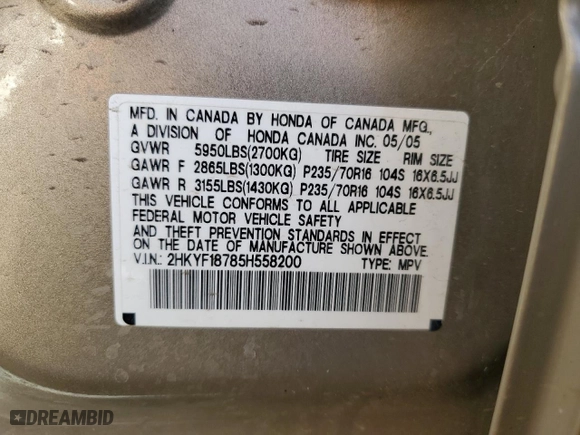 MFD. IN CANADA BY HONDA OF CANADA MFG.,
A DIVISION OF HONDA CANADA INC. 05/05
GVWR 5950LBS(2700KG) TIRE SIZE RIM SIZE
GAWR F 2865LBS(1300KG) P235/70R16 104S 16X6.5JJ
GAWR R 3155LBS(1430KG) P235/70R16 104S 16X6.5JJ
THIS VEHICLE CONFORMS TO ALL APPLICABLE
FEDERAL MOTOR VEHICLE SAFETY
AND THEFT PREVENTION STANDARDS IN EFFECT
ON THE DATE OF MANUFACTURE SHOWN ABOVE.
V.I.N.: 2HKYF18785H558200 TYPE: MPV
DREAMBID